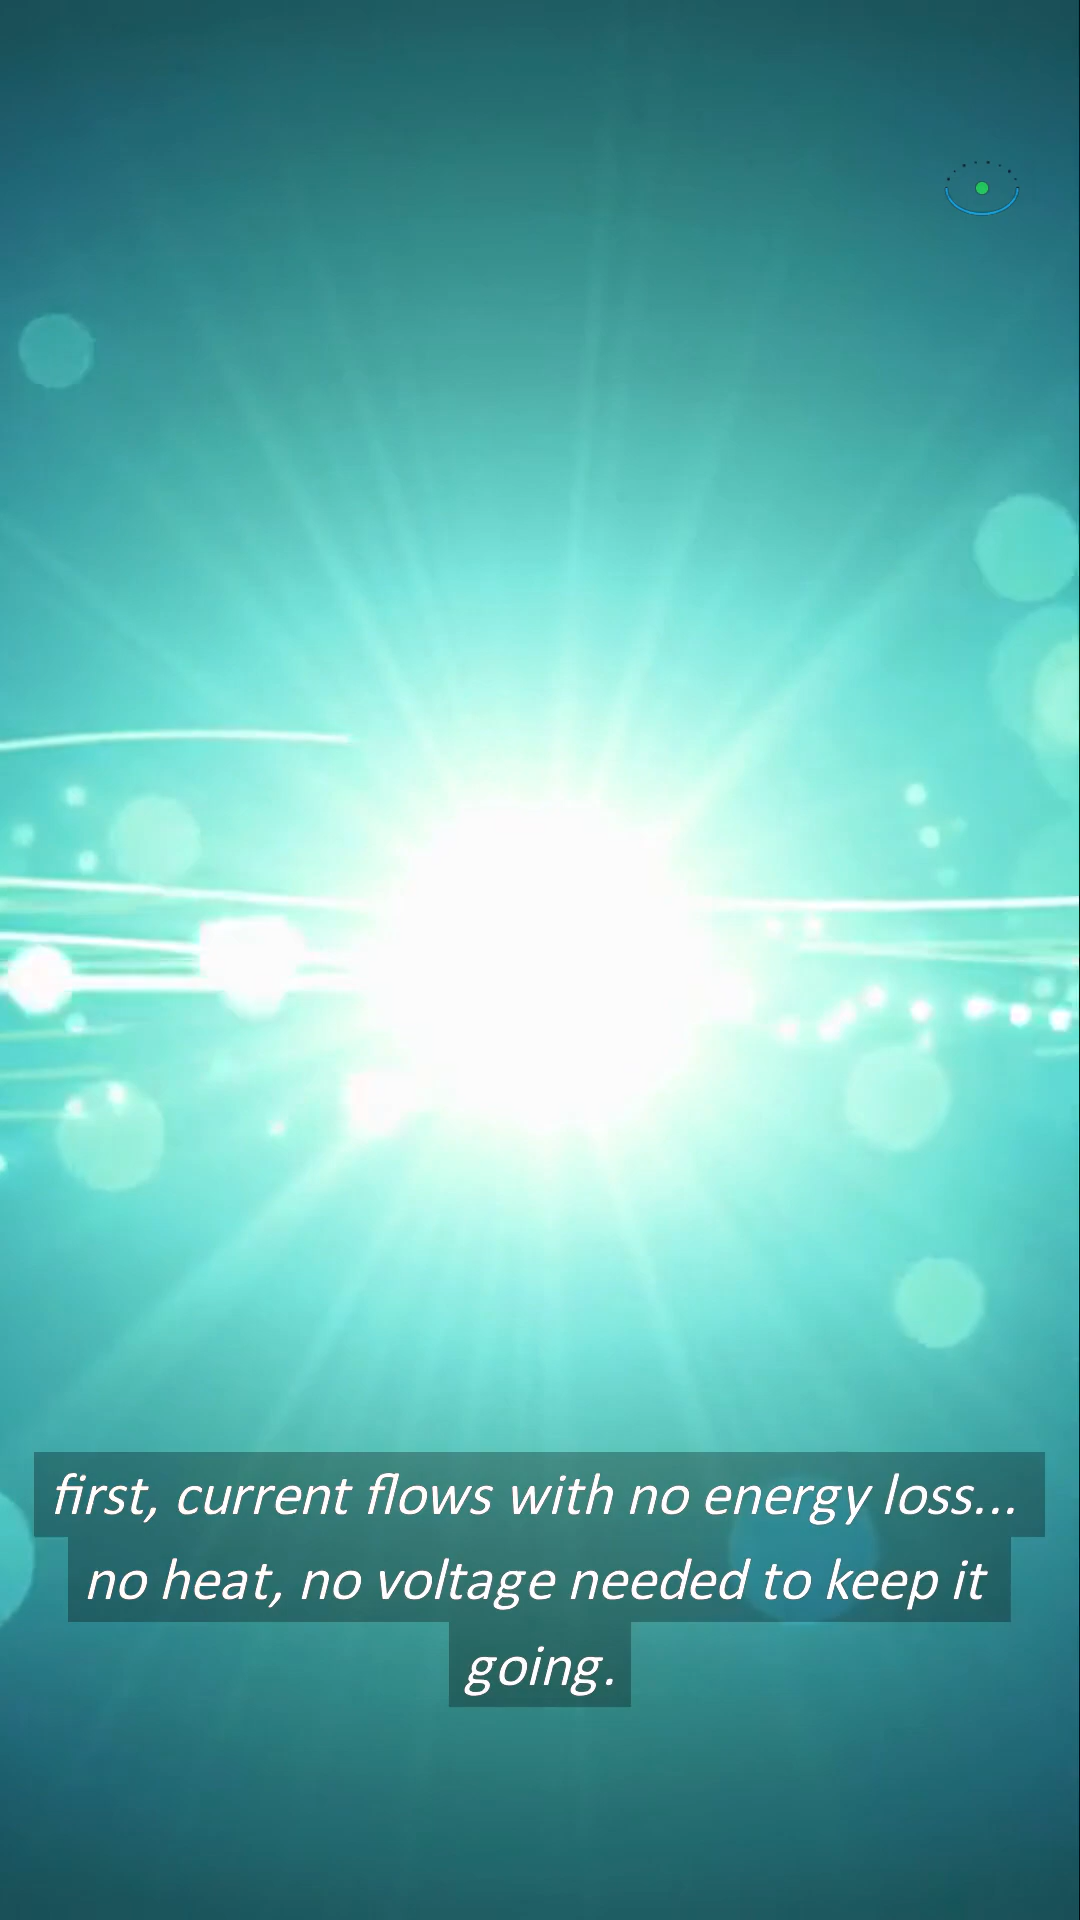 first, current flows with no energy loss...
no heat, no voltage needed to keep it
going.